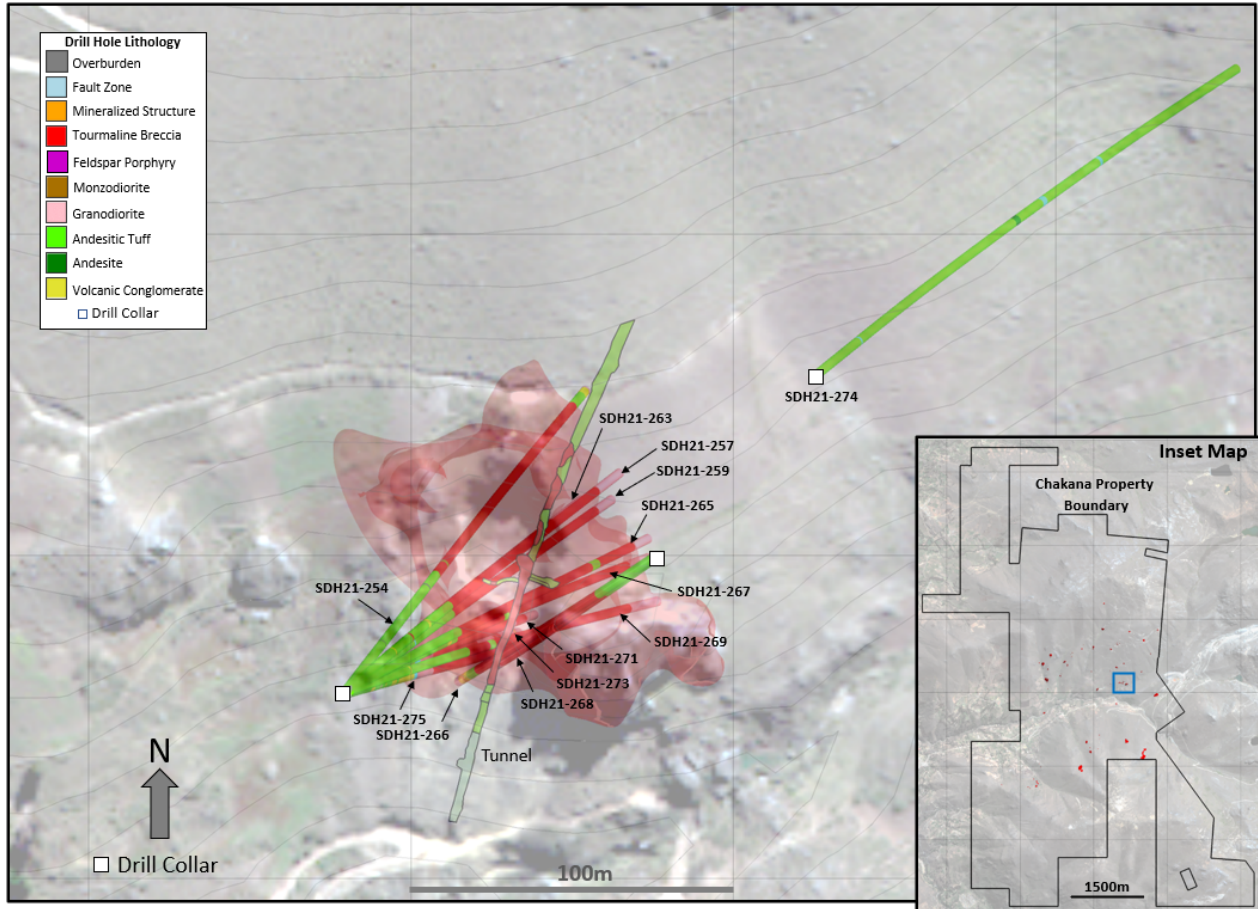 Drill Hole Lithology
Overburden
Fault Zone
Mineralized Structure
Tourmaline Breccia
Feldspar Porphyry
Monzodiorite
Granodiorite
Andesitic Tuff
Andesite
Volcanic Conglomerate
Drill Collar
SDH21-274
SDH21-263
SDH21-257
SDH21-259
SDH21-265
SDH21-254
SDH21-267
SDH21-269
SDH21-271
SDH21-273
SDH21-268
SDH21-275
SDH21-266
Tunnel
N
Drill Collar
100m
Inset Map
Chakana Property
Boundary
1500m